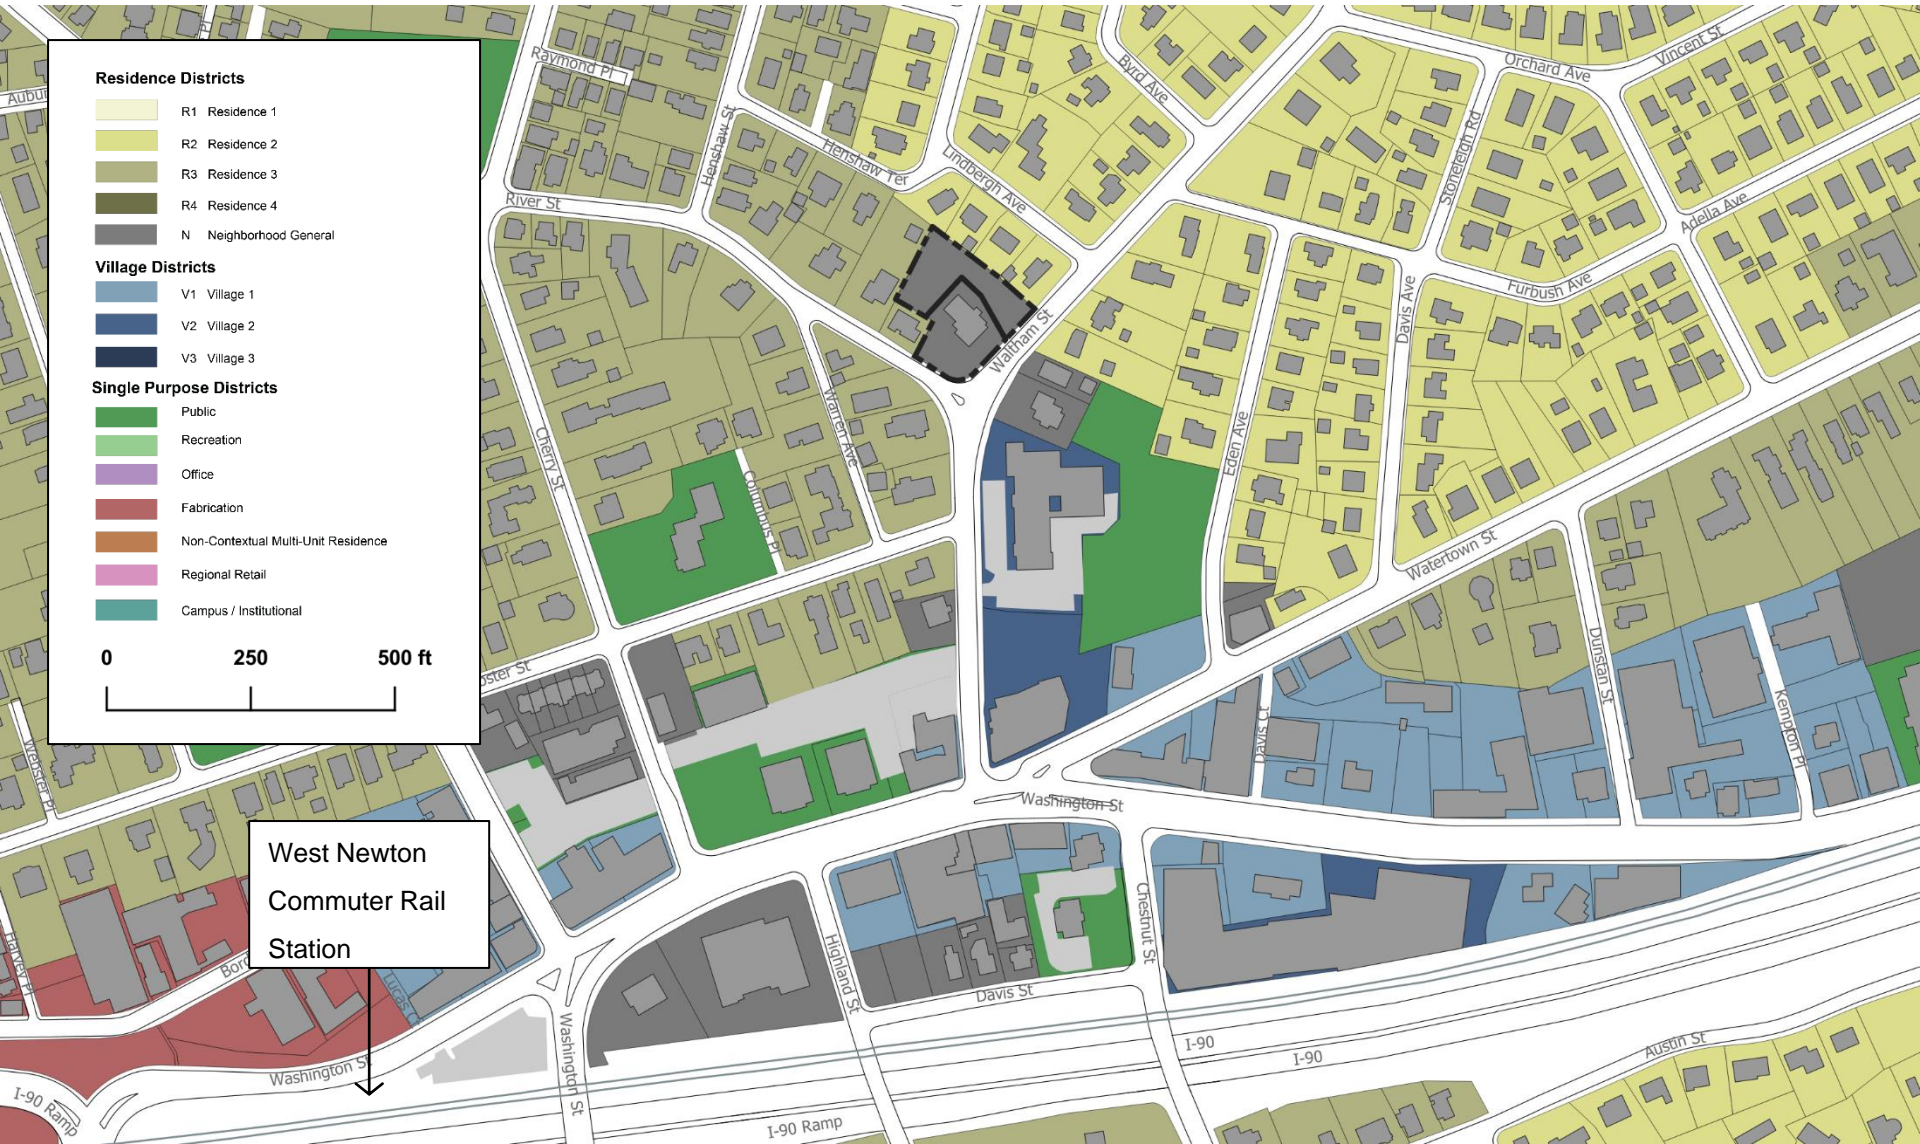 Residence Districts
R1 Residence 1
R2 Residence 2
R3 Residence 3
R4 Residence 4
N Neighborhood General
Village Districts
V1 Village 1
V2 Village 2
V3 Village 3
Single Purpose Districts
Public
Recreation
Office
Fabrication
Non-Contextual Multi-Unit Residence
Regional Retail
Campus / Institutional
0 250 500 ft
West Newton
Commuter Rail
Station
Raymond Pl
Henshaw St
Henshaw Ter
Lindbergh Ave
Byrd Ave
Orchard Ave
Vincent St
Stoneleigh Rd
Adella Ave
Furbush Ave
Davis Ave
River St
Waltham St
Warren Ave
Cherry St
Columbus Pl
Eden Ave
Watertown St
Dunstan St
Kempton Pl
Davis Ct
Washington St
Webster Pl
Harvey Pl
Highland St
Chestnut St
Davis St
Washington St
Washington St
I-90 Ramp
I-90 Ramp
I-90
I-90
Austin St